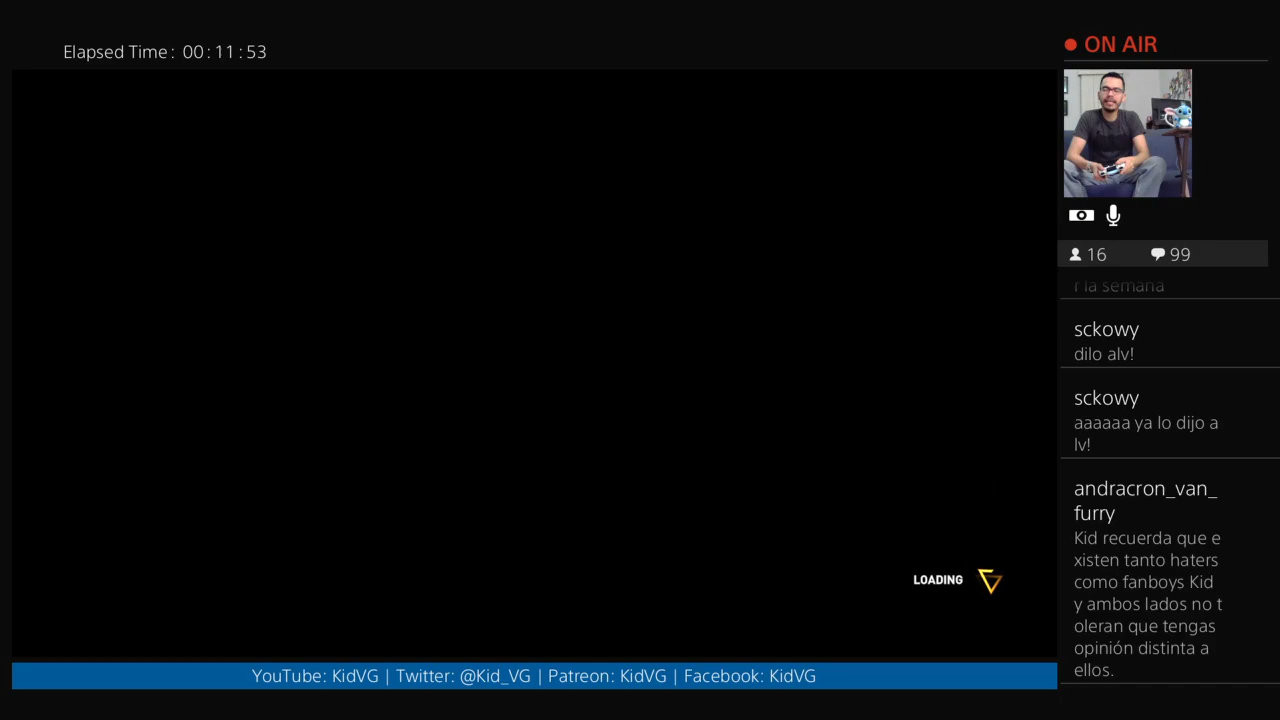 Elapsed Time: 00:11:53
ON AIR
16 99
r la semana
sckowy
dilo alv!
sckowy
aaaaaa ya lo dijo a
lv!
andracron_van_
furry
Kid recuerda que e
xisten tanto haters
como fanboys Kid
y ambos lados no t
oleran que tengas
opinión distinta a
ellos.
LOADING
YouTube: KidVG | Twitter: @Kid_VG | Patreon: KidVG | Facebook: KidVG